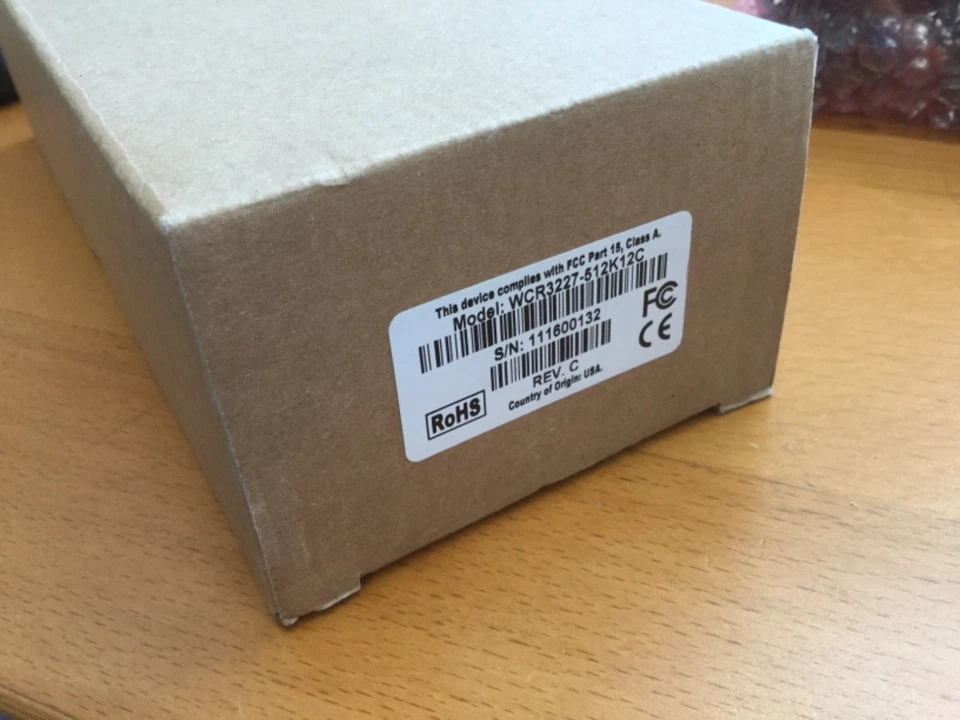 This device complies with FCC Part 15, Class A.
Model: WCR3227-512K12C
S/N: 111600132
REV. C
Country of Origin: USA.
RoHS
FC
CE